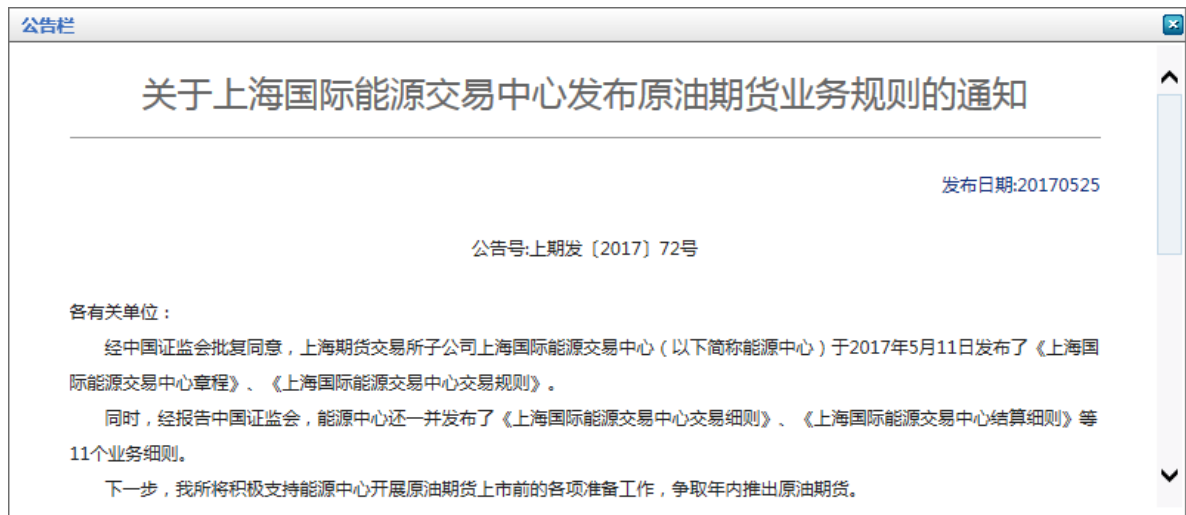 公告栏
关于上海国际能源交易中心发布原油期货业务规则的通知
发布日期:20170525
公告号:上期发〔2017〕72号
各有关单位：
经中国证监会批复同意，上海期货交易所子公司上海国际能源交易中心（以下简称能源中心）于2017年5月11日发布了《上海国
际能源交易中心章程》、《上海国际能源交易中心交易规则》。
同时，经报告中国证监会，能源中心还一并发布了《上海国际能源交易中心交易细则》、《上海国际能源交易中心结算细则》等
11个业务细则。
下一步，我所将积极支持能源中心开展原油期货上市前的各项准备工作，争取年内推出原油期货。